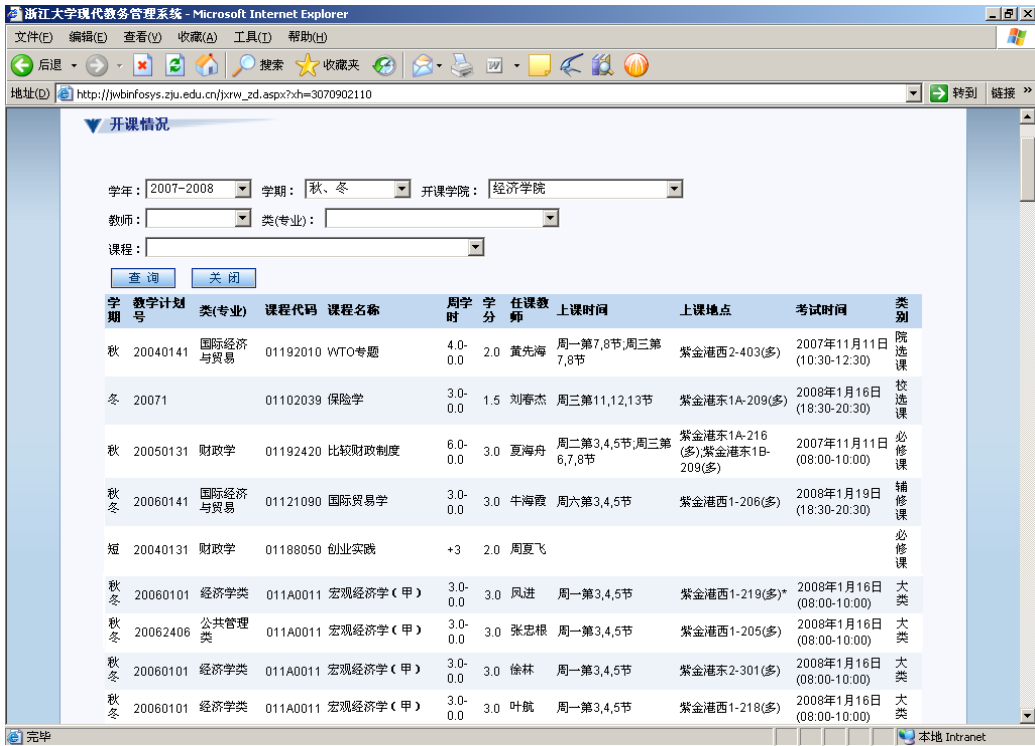 浙江大学现代教务管理系统 - Microsoft Internet Explorer
文件(F) 编辑(E) 查看(V) 收藏(A) 工具(T) 帮助(H)
后退 搜索 收藏夹
地址(D) http://jwbinfosys.zju.edu.cn/jxrw_zd.aspx?xh=3070902110 转到 链接 »
开课情况
学年: 2007-2008 学期: 秋、冬 开课学院: 经济学院
教师: 类(专业):
课程:
查 询 关 闭
学期 教学计划号 类(专业) 课程代码 课程名称 周学时 学分 任课教师 上课时间 上课地点 考试时间 类别
秋 20040141 国际经济与贸易 01192010 WTO专题 4.0-0.0 2.0 黄先海 周一第7,8节;周三第7,8节 紫金港西2-403(多) 2007年11月11日(10:30-12:30) 院选课
冬 20071 01102039 保险学 3.0-0.0 1.5 刘春杰 周三第11,12,13节 紫金港东1A-209(多) 2008年1月16日(18:30-20:30) 校选课
秋 20050131 财政学 01192420 比较财政制度 6.0-0.0 3.0 夏海舟 周二第3,4,5节;周三第6,7,8节 紫金港东1A-216(多);紫金港东1B-209(多) 2007年11月11日(08:00-10:00) 必修课
秋冬 20060141 国际经济与贸易 01121090 国际贸易学 3.0-0.0 3.0 牛海霞 周六第3,4,5节 紫金港西1-206(多) 2008年1月19日(18:30-20:30) 辅修课
短 20040131 财政学 01188050 创业实践 +3 2.0 周夏飞 必修课
秋冬 20060101 经济学类 011A0011 宏观经济学(甲) 3.0-0.0 3.0 风进 周一第3,4,5节 紫金港西1-219(多)* 2008年1月16日(08:00-10:00) 大类
秋冬 20062406 公共管理类 011A0011 宏观经济学(甲) 3.0-0.0 3.0 张忠根 周一第3,4,5节 紫金港西1-205(多) 2008年1月16日(08:00-10:00) 大类
秋冬 20060101 经济学类 011A0011 宏观经济学(甲) 3.0-0.0 3.0 徐林 周一第3,4,5节 紫金港东2-301(多) 2008年1月16日(08:00-10:00) 大类
秋冬 20060101 经济学类 011A0011 宏观经济学(甲) 3.0-0.0 3.0 叶航 周一第3,4,5节 紫金港西1-218(多) 2008年1月16日(08:00-10:00) 大类
完毕 本地 Intranet